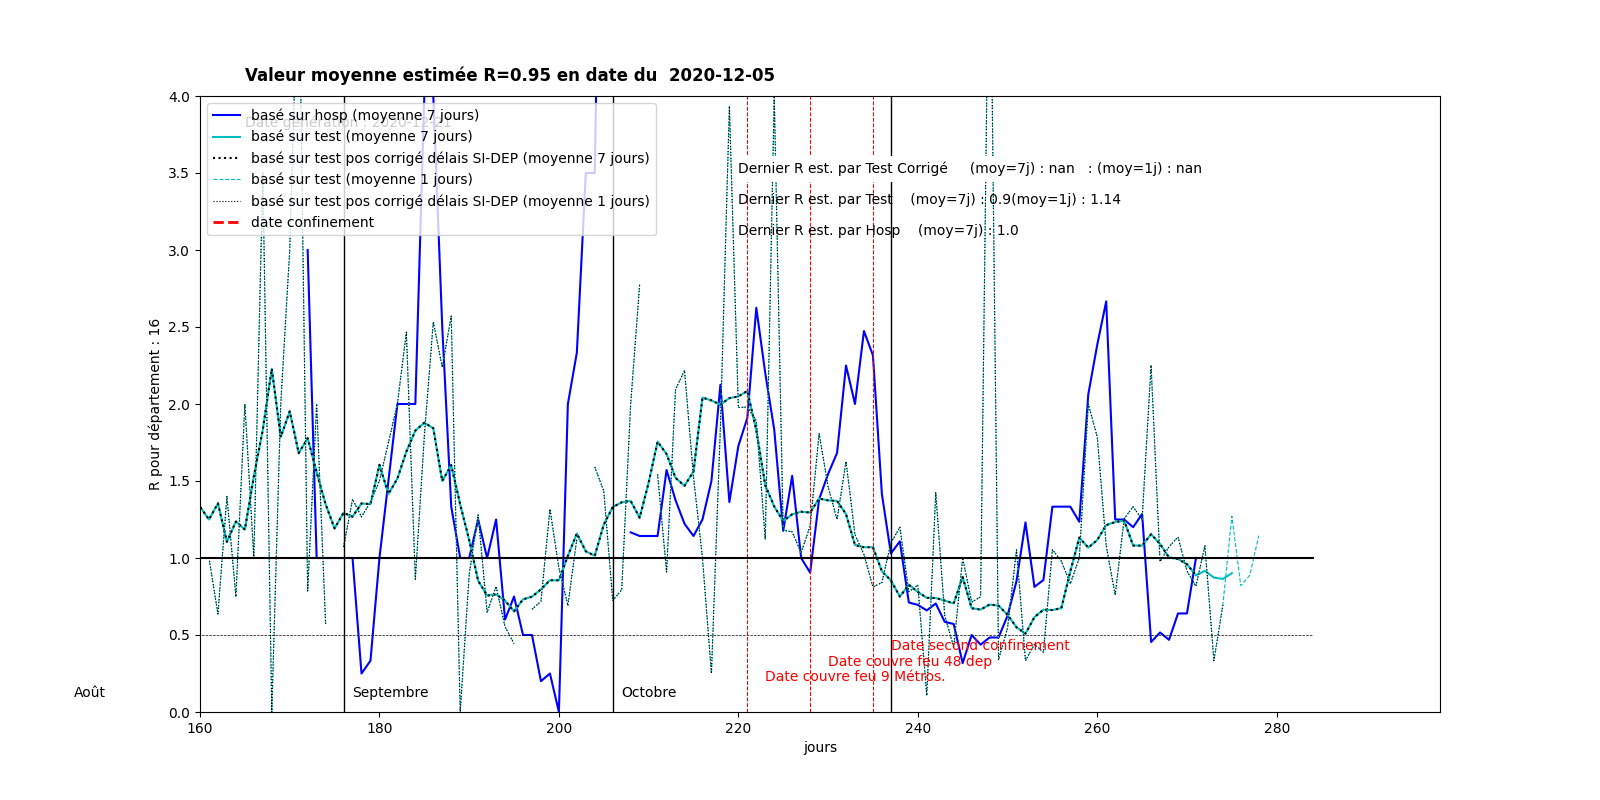 Valeur moyenne estimée R=0.95 en date du  2020-12-05
Date génération : 2020-12-21
basé sur hosp (moyenne 7 jours)
basé sur test (moyenne 7 jours)
basé sur test pos corrigé délais SI-DEP (moyenne 7 jours)
basé sur test (moyenne 1 jours)
basé sur test pos corrigé délais SI-DEP (moyenne 1 jours)
date confinement
Dernier R est. par Test Corrigé     (moy=7j) : nan   : (moy=1j) : nan
Dernier R est. par Test    (moy=7j) : 0.9(moy=1j) : 1.14
Dernier R est. par Hosp    (moy=7j) : 1.0
R pour département : 16
4.0
3.5
3.0
2.5
2.0
1.5
1.0
0.5
0.0
Date second confinement
Date couvre feu 48 dep
Date couvre feu 9 Métros.
Août
Septembre
Octobre
160 180 200 220 240 260 280
jours